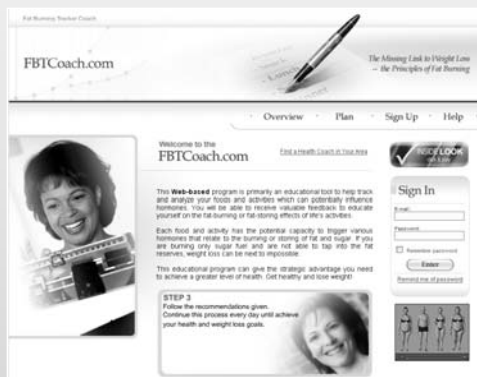 Fat Burning Tracker Coach
FBTCoach.com
Lunch
The Missing Link to Weight Loss
– the Principles of Fat Burning
Overview
Plan
Sign Up
Help
Welcome to the
FBTCoach.com
Find a Health Coach in Your Area
This Web-based program is primarily an educational tool to help track
and analyze your foods and activities which can potentially influence
hormones. You will be able to receive valuable feedback to educate
yourself on the fat-burning or fat-storing effects of life's activities.
Each food and activity has the potential capacity to trigger various
hormones that relate to the burning or storing of fat and sugar. If you
are burning only sugar fuel and are not able to tap into the fat
reserves, weight loss can be next to impossible.
This educational program can give the strategic advantage you need
to achieve a greater level of health. Get healthy and lose weight!
STEP 3
Follow the recommendations given.
Continue this process every day until achieve
your health and weight loss goals.
INSIDE LOOK
Sign In
E-mail:
Password:
Remember password
Enter
Remind me of password